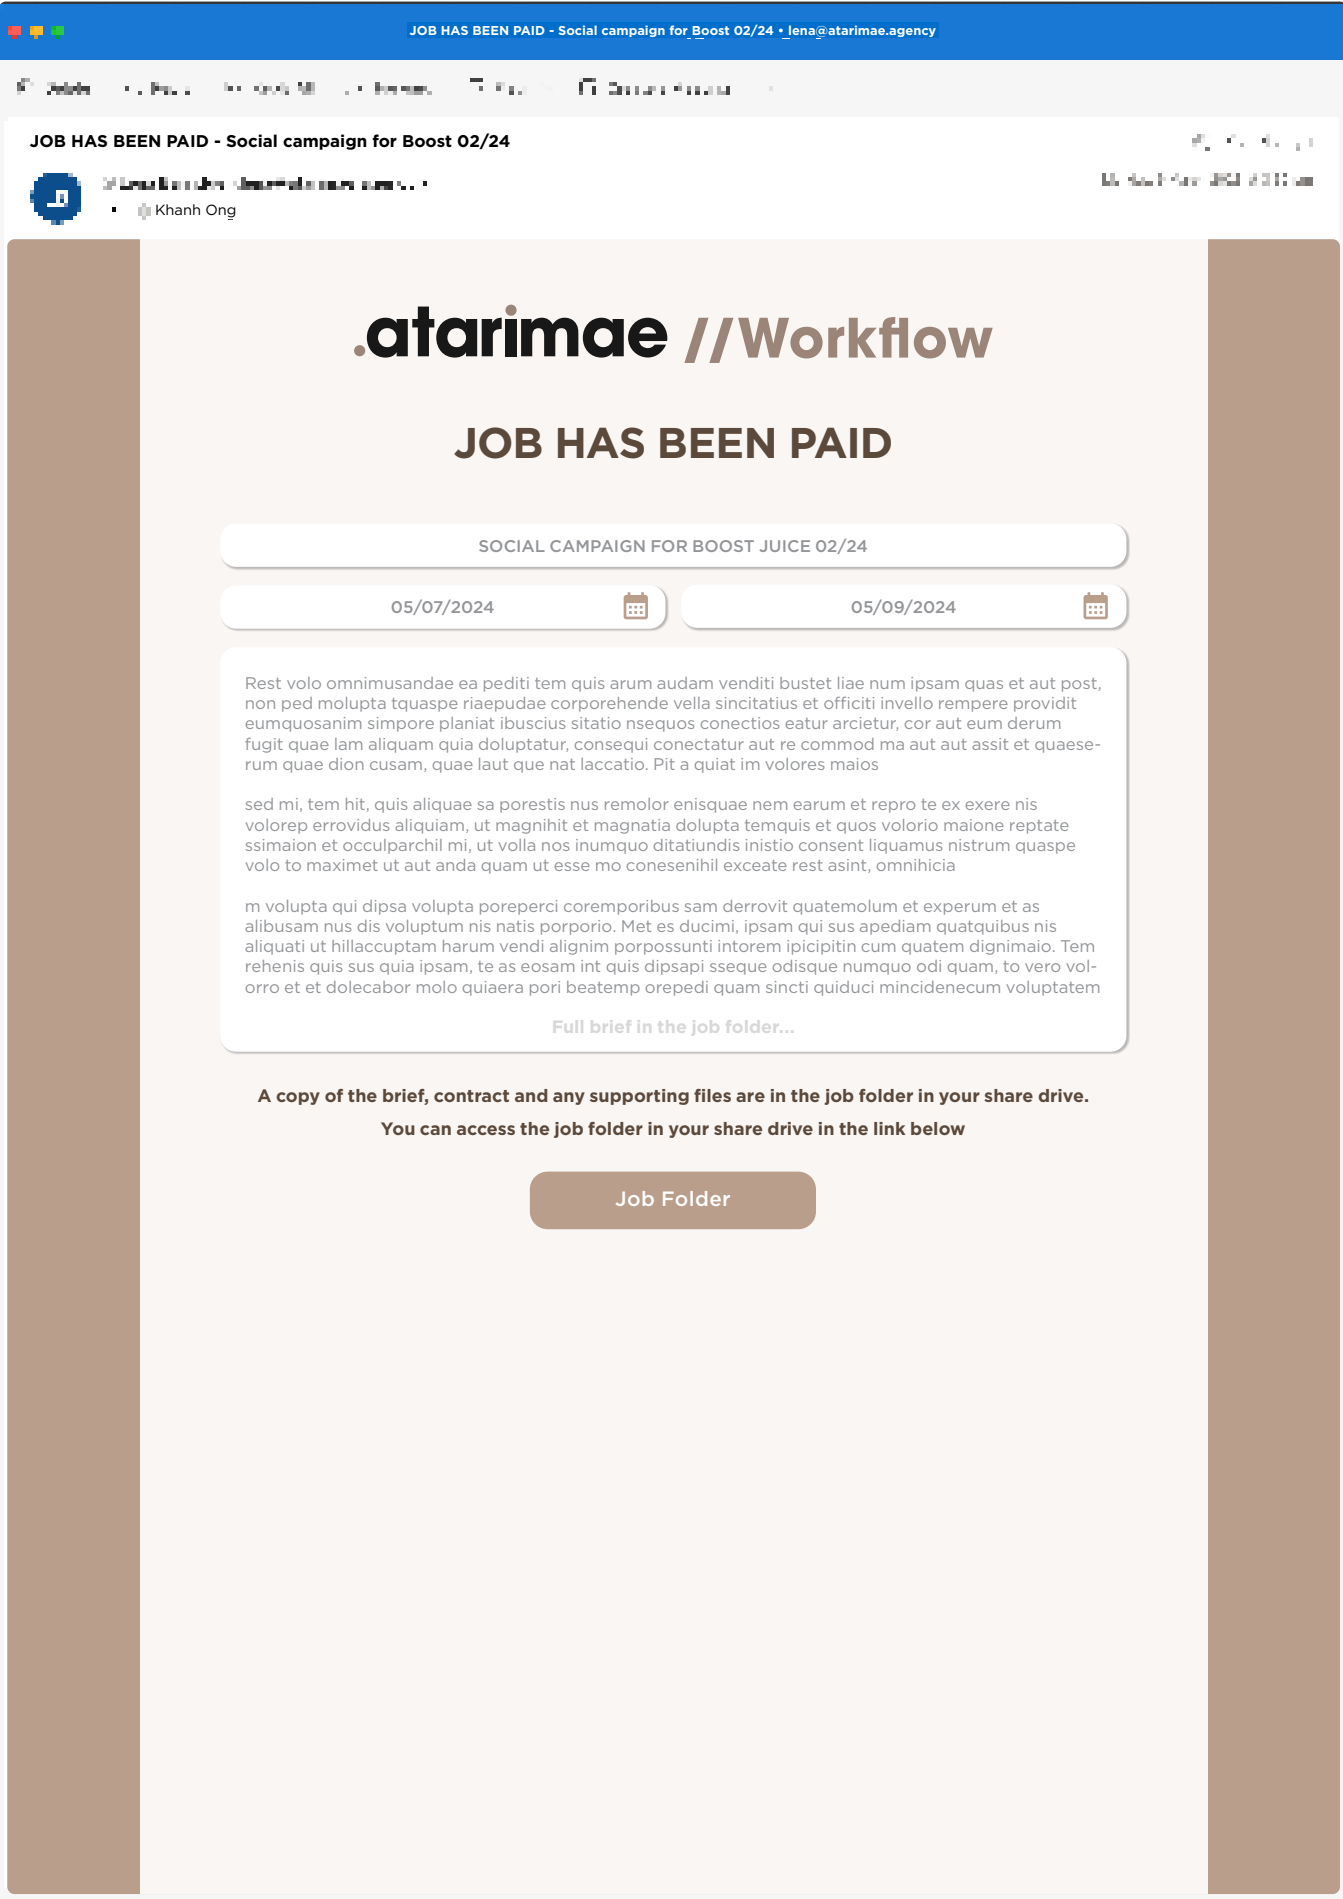 JOB HAS BEEN PAID - Social campaign for Boost 02/24 • lena@atarimae.agency
JOB HAS BEEN PAID - Social campaign for Boost 02/24
Khanh Ong
.atarimae //Workflow
JOB HAS BEEN PAID
SOCIAL CAMPAIGN FOR BOOST JUICE 02/24
05/07/2024
05/09/2024
Rest volo omnimusandae ea pediti tem quis arum audam venditi bustet liae num ipsam quas et aut post,
non ped molupta tquaspe riaepudae corporehende vella sincitatius et officiti invello rempere providit
eumquosanim simpore planiat ibuscius sitatio nsequos conectios eatur arcietur, cor aut eum derum
fugit quae lam aliquam quia doluptatur, consequi conectatur aut re commod ma aut aut assit et quaese-
rum quae dion cusam, quae laut que nat laccatio. Pit a quiat im volores maios
sed mi, tem hit, quis aliquae sa porestis nus remolor enisquae nem earum et repro te ex exere nis
volorep errovidus aliquiam, ut magnihit et magnatia dolupta temquis et quos volorio maione reptate
ssimaion et occulparchil mi, ut volla nos inumquo ditatiundis inistio consent liquamus nistrum quaspe
volo to maximet ut aut anda quam ut esse mo conesenihil exceate rest asint, omnihicia
m volupta qui dipsa volupta poreperci coremporibus sam derrovit quatemolum et experum et as
alibusam nus dis voluptum nis natis porporio. Met es ducimi, ipsam qui sus apediam quatquibus nis
aliquati ut hillaccuptam harum vendi alignim porpossunti intorem ipicipitin cum quatem dignimaio. Tem
rehenis quis sus quia ipsam, te as eosam int quis dipsapi sseque odisque numquo odi quam, to vero vol-
orro et et dolecabor molo quiaera pori beatemp orepedi quam sincti quiduci mincidenecum voluptatem
Full brief in the job folder...
A copy of the brief, contract and any supporting files are in the job folder in your share drive.
You can access the job folder in your share drive in the link below
Job Folder